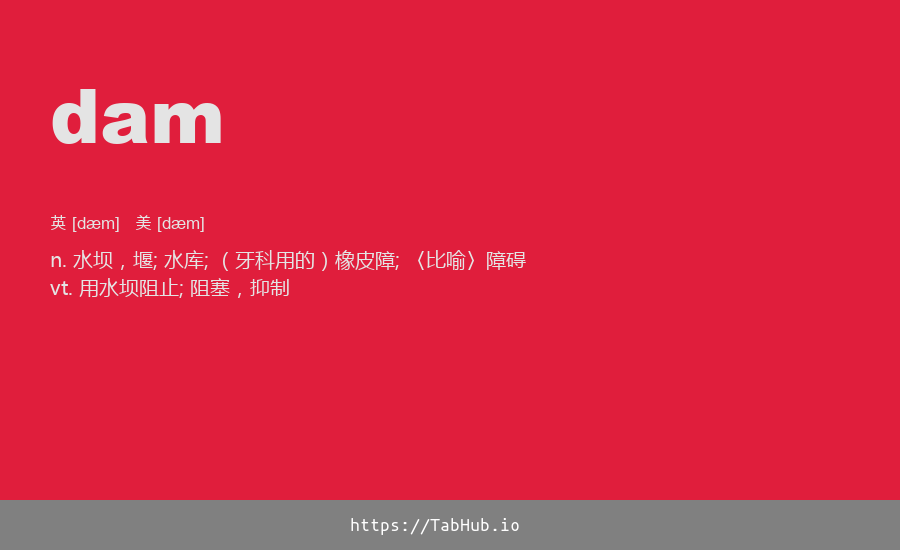 dam
英 [dæm]　美 [dæm]
n. 水坝，堰; 水库; （牙科用的）橡皮障; 〈比喻〉障碍
vt. 用水坝阻止; 阻塞，抑制
https://TabHub.io